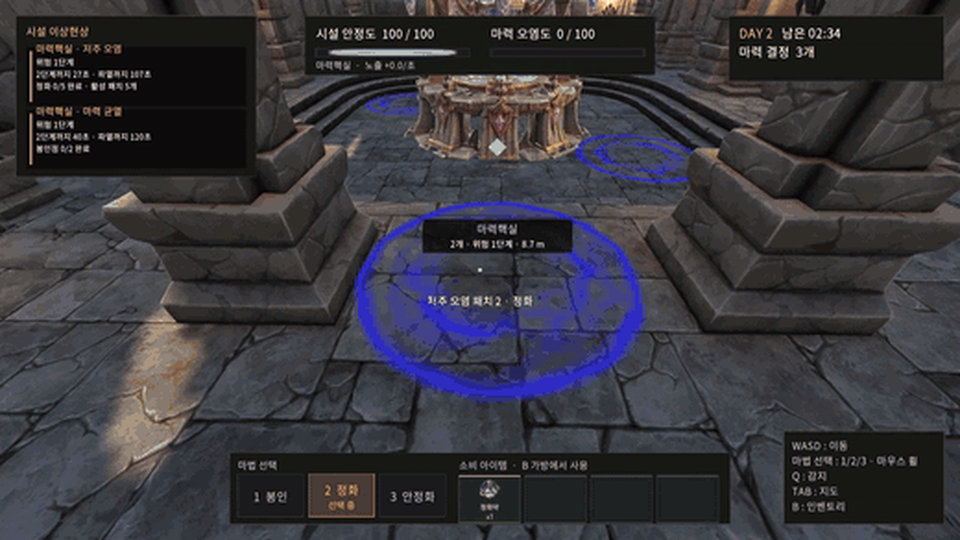 시설 이상현상
마력핵실 · 저주 오염
위험 1단계
2단계까지 27초 · 파열까지 107초
정화 0/5 완료 · 활성 패치 5개
마력핵실 · 마력 균열
위험 1단계
2단계까지 40초 · 파열까지 120초
봉인점 0/2 완료
시설 안정도 100 / 100
마력 오염도 0 / 100
마력핵실 · 노출 +0.0/초
DAY 2 남은 02:34
마력 결정 3개
마력핵실
2개 · 위험 1단계 · 8.7 m
저주 오염 패치 2 · 정화
마법 선택
1 봉인
2 정화
선택 중
3 안정화
소비 아이템 · B 가방에서 사용
정화약
x1
WASD : 이동
마법 선택 : 1/2/3 · 마우스 휠
Q : 감지
TAB : 지도
B : 인벤토리